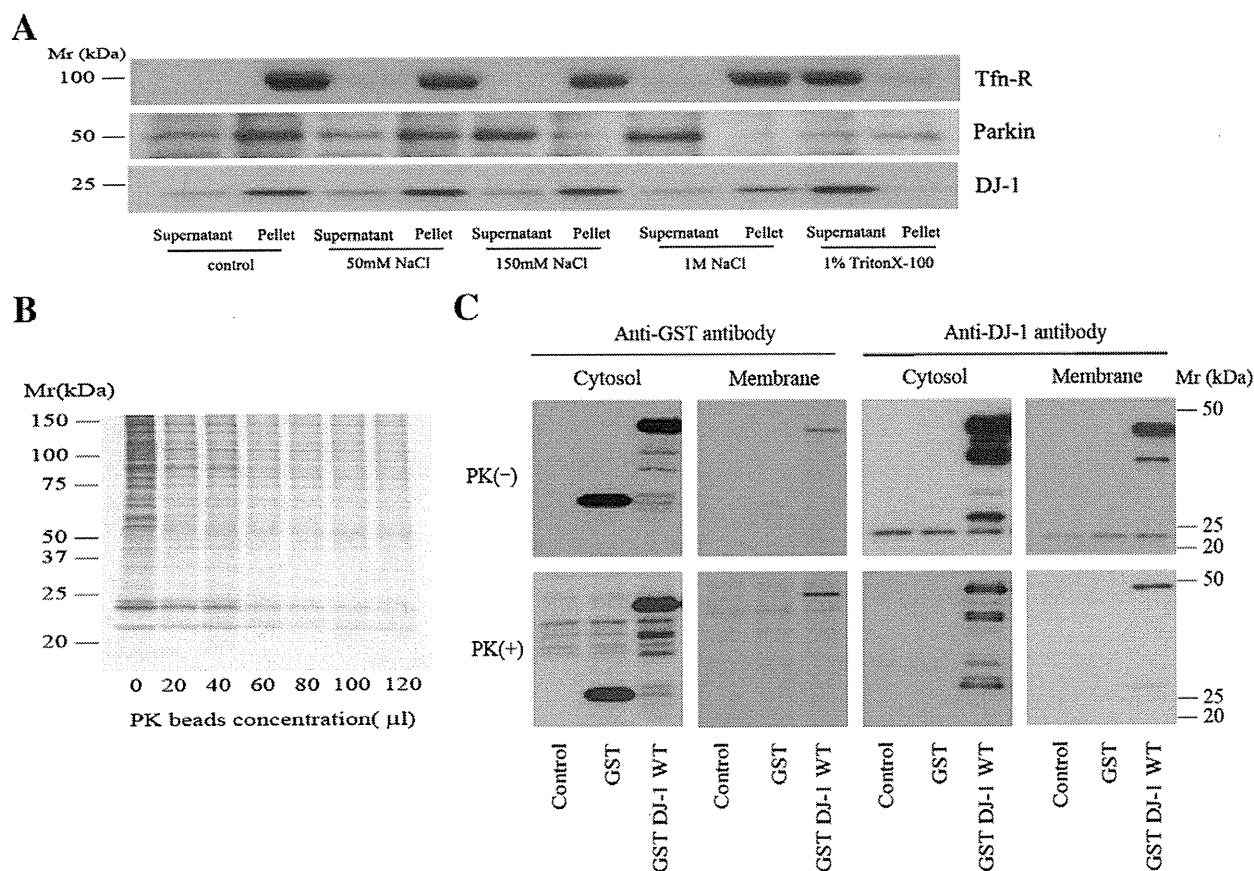 A
Mr (kDa)
100
Tfn-R
50
Parkin
25
DJ-1
Supernatant Pellet Supernatant Pellet Supernatant Pellet Supernatant Pellet Supernatant Pellet
control 50mM NaCl 150mM NaCl 1M NaCl 1% TritonX-100
B
Mr(kDa)
150
100
75
50
37
25
20
0 20 40 60 80 100 120
PK beads concentration( µl)
C
Anti-GST antibody Anti-DJ-1 antibody
Cytosol Membrane Cytosol Membrane Mr (kDa)
PK(−)
50
25
20
PK(+)
50
25
20
Control GST GST DJ-1 WT Control GST GST DJ-1 WT Control GST GST DJ-1 WT Control GST GST DJ-1 WT